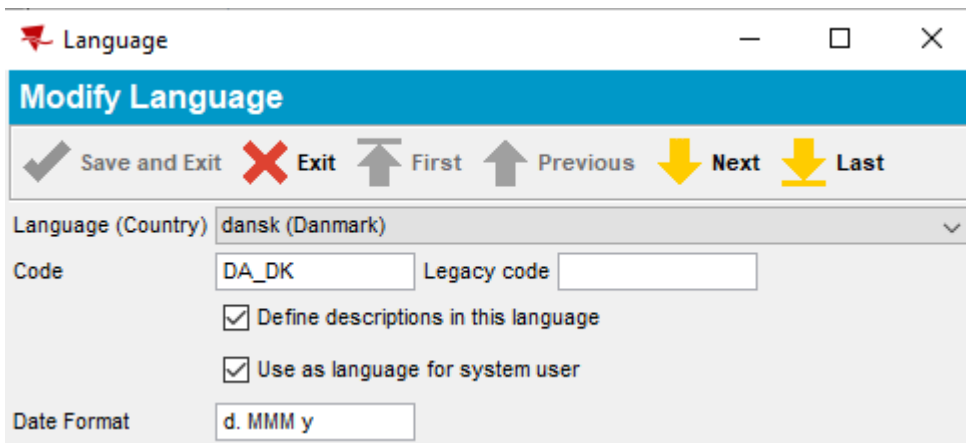 Language
Modify Language
Save and Exit Exit First Previous Next Last
Language (Country) dansk (Danmark)
Code DA_DK Legacy code
Define descriptions in this language
Use as language for system user
Date Format d. MMM y